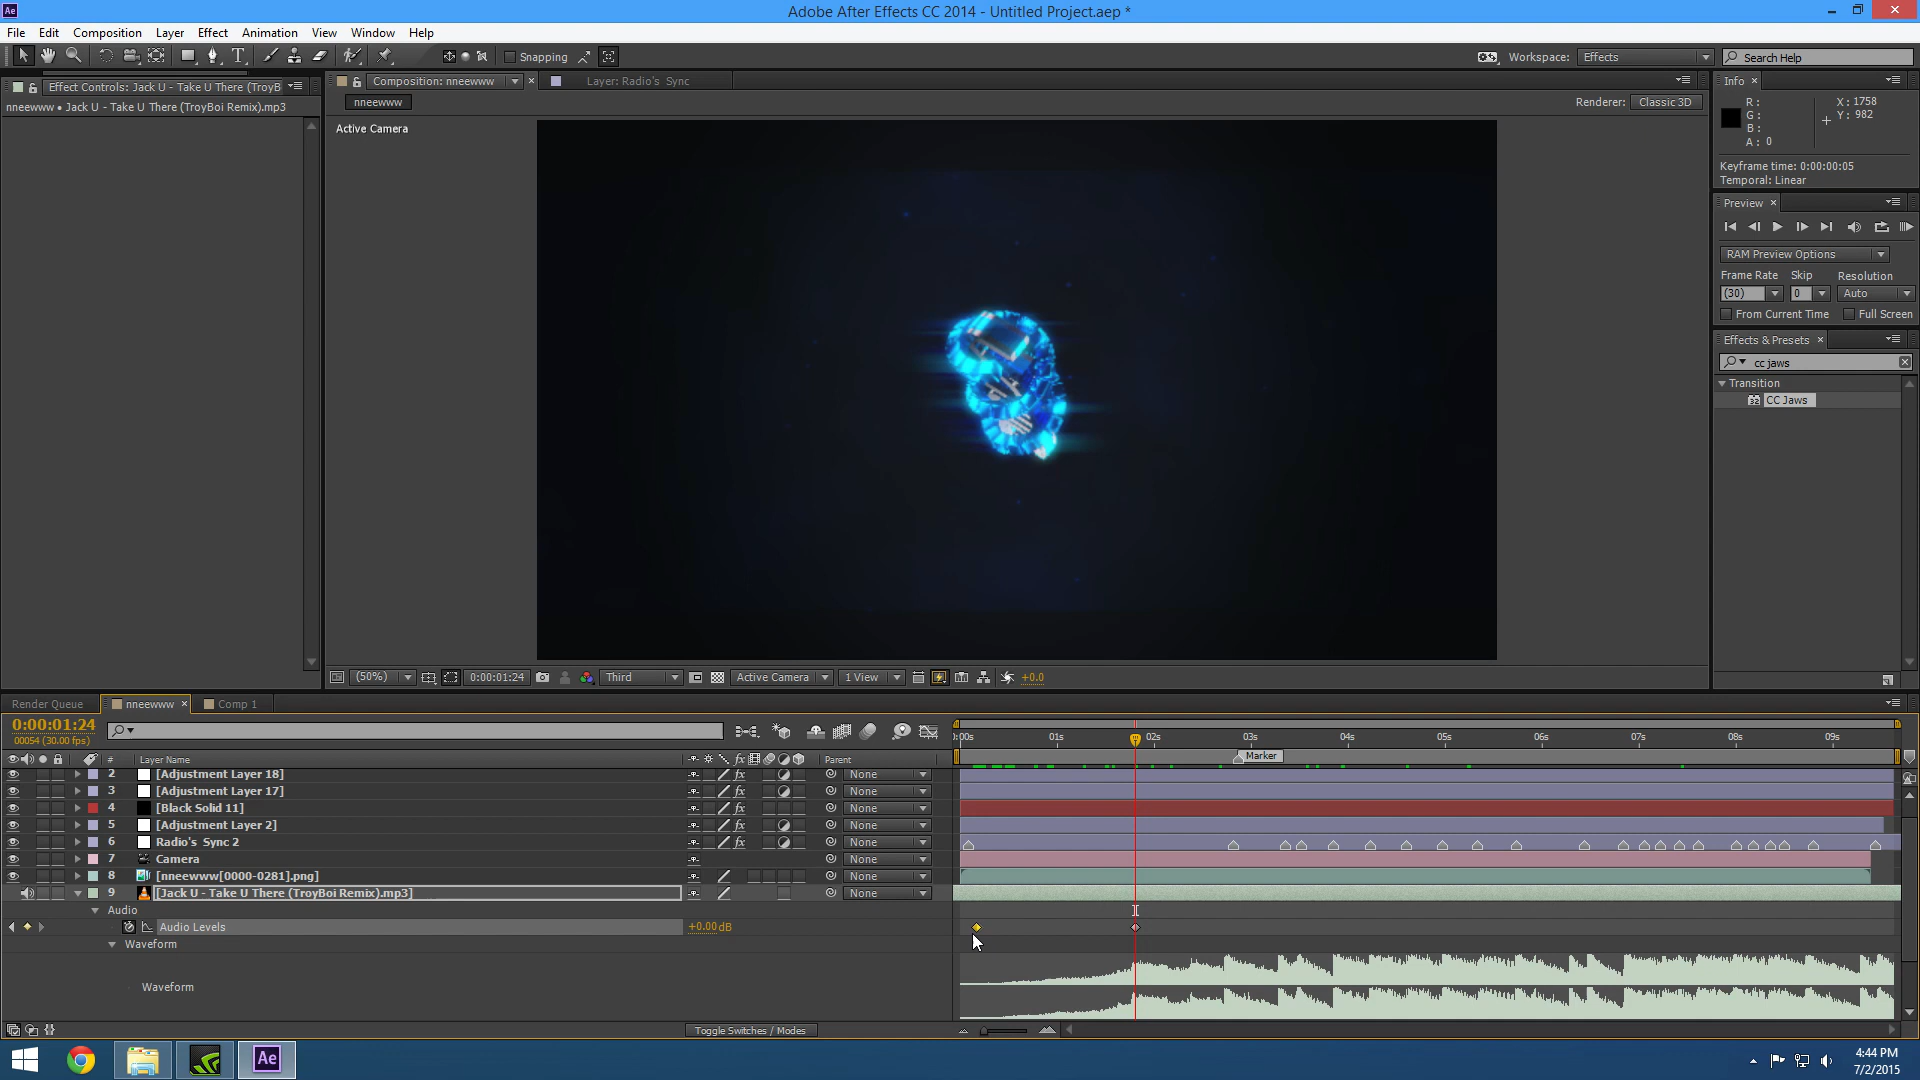 Adobe After Effects CC 2014 - Untitled Project.aep *
File Edit Composition Layer Effect Animation View Window Help
Snapping
Workspace: Effects
Search Help
Effect Controls: Jack U - Take U There (TroyB
nneewww • Jack U - Take U There (TroyBoi Remix).mp3
Composition: nneewww
Layer: Radio's Sync
nneewww
Renderer: Classic 3D
Active Camera
Info
R:
G:
B:
A: 0
X: 1758
Y: 982
Keyframe time: 0:00:00:05
Temporal: Linear
Preview
RAM Preview Options
Frame Rate Skip Resolution
(30) 0 Auto
From Current Time Full Screen
Effects & Presets
cc jaws
Transition
CC Jaws
(50%) 0:00:01:24 Third Active Camera 1 View +0.0
Render Queue nneewww Comp 1
0:00:01:24
00054 (30.00 fps)
# Layer Name Parent
2 [Adjustment Layer 18] None
3 [Adjustment Layer 17] None
4 [Black Solid 11] None
5 [Adjustment Layer 2] None
6 Radio's Sync 2 None
7 Camera None
8 [nneewww[0000-0281].png] None
9 [Jack U - Take U There (TroyBoi Remix).mp3] None
Audio
Audio Levels +0.00 dB
Waveform
Waveform
Toggle Switches / Modes
:00s 01s 02s 03s 04s 05s 06s 07s 08s 09s
Marker
4:44 PM
7/2/2015